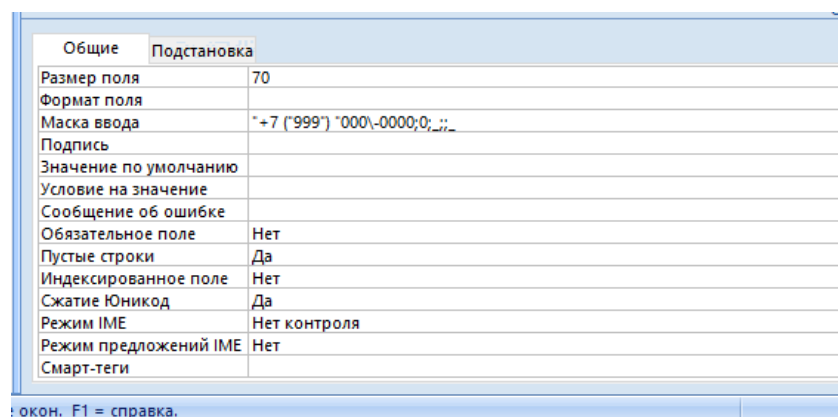 Общие Подстановка
Размер поля 70
Формат поля
Маска ввода "+7 ("999") "000\-0000;0;_;;_
Подпись
Значение по умолчанию
Условие на значение
Сообщение об ошибке
Обязательное поле Нет
Пустые строки Да
Индексированное поле Нет
Сжатие Юникод Да
Режим IME Нет контроля
Режим предложений IME Нет
Смарт-теги
окон. F1 = справка.